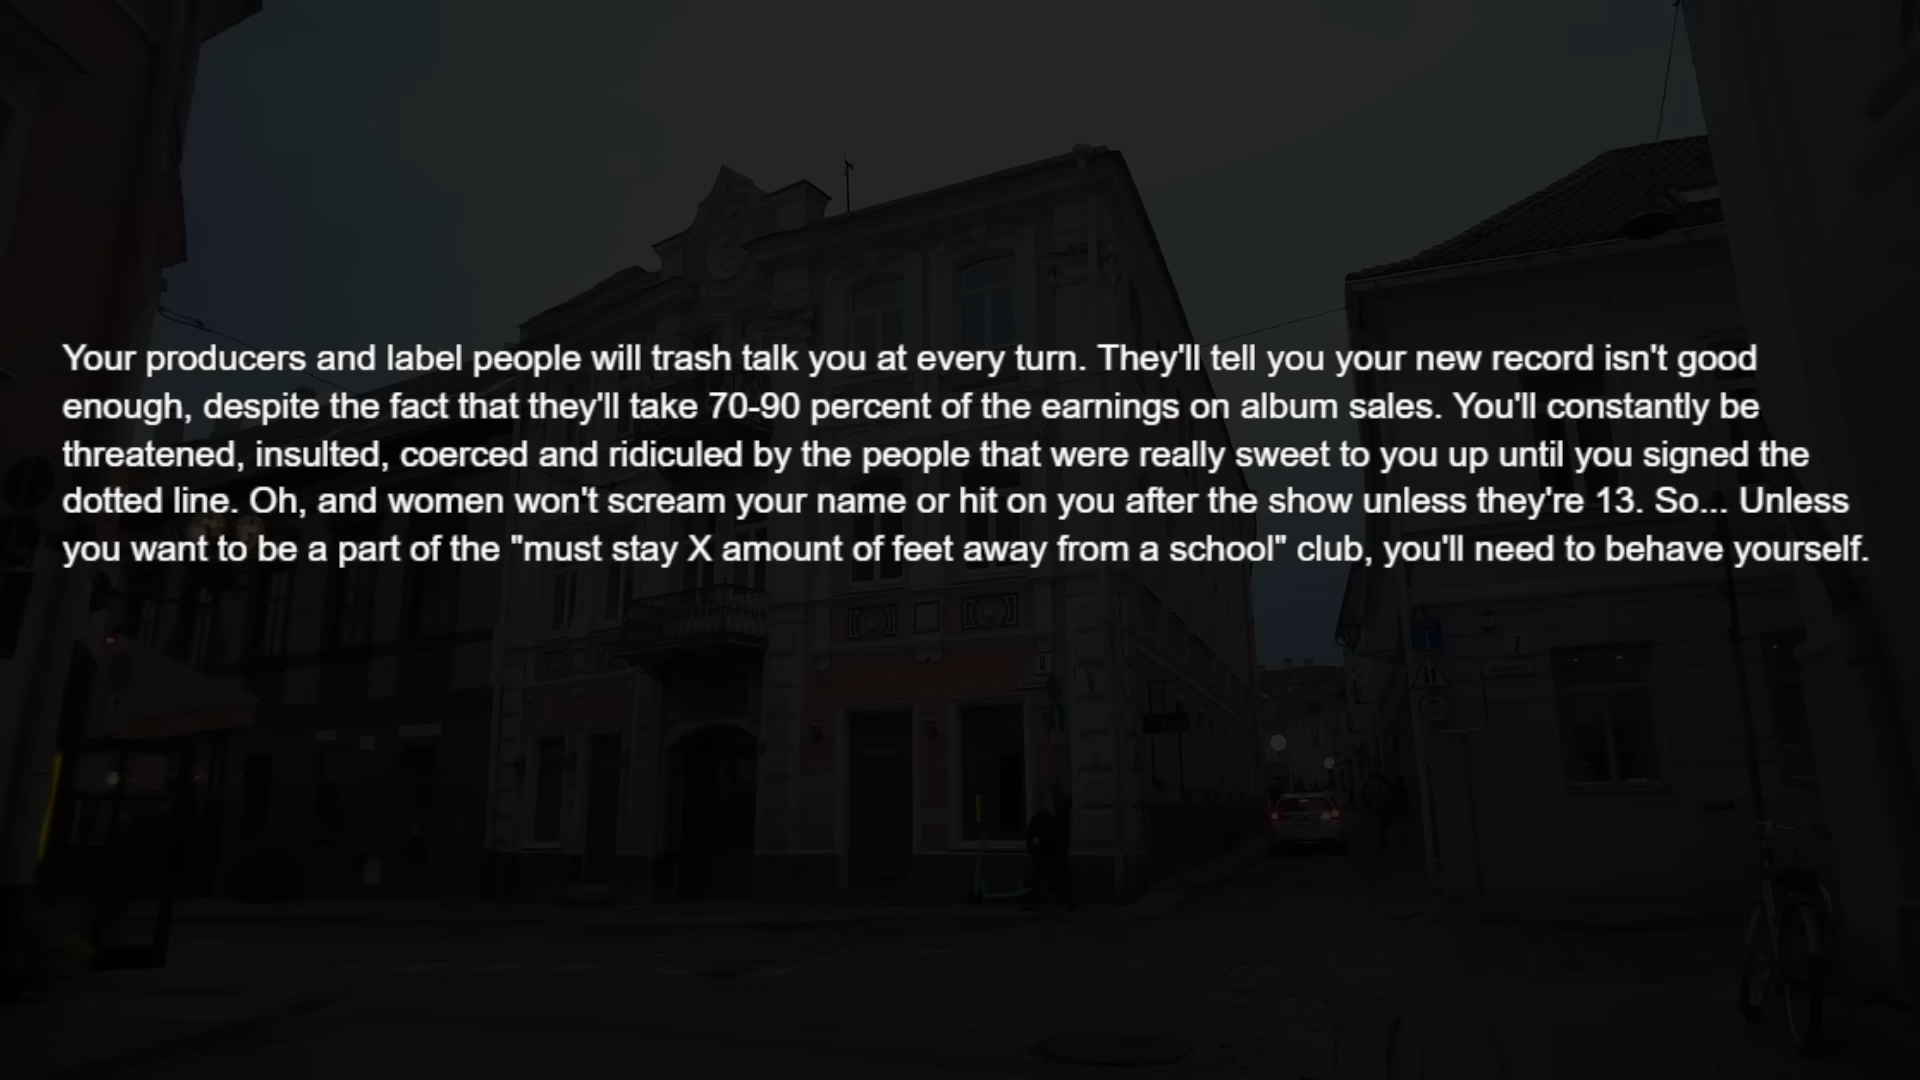 Your producers and label people will trash talk you at every turn. They'll tell you your new record isn't good
enough, despite the fact that they'll take 70-90 percent of the earnings on album sales. You'll constantly be
threatened, insulted, coerced and ridiculed by the people that were really sweet to you up until you signed the
dotted line. Oh, and women won't scream your name or hit on you after the show unless they're 13. So... Unless
you want to be a part of the "must stay X amount of feet away from a school" club, you'll need to behave yourself.
8
7